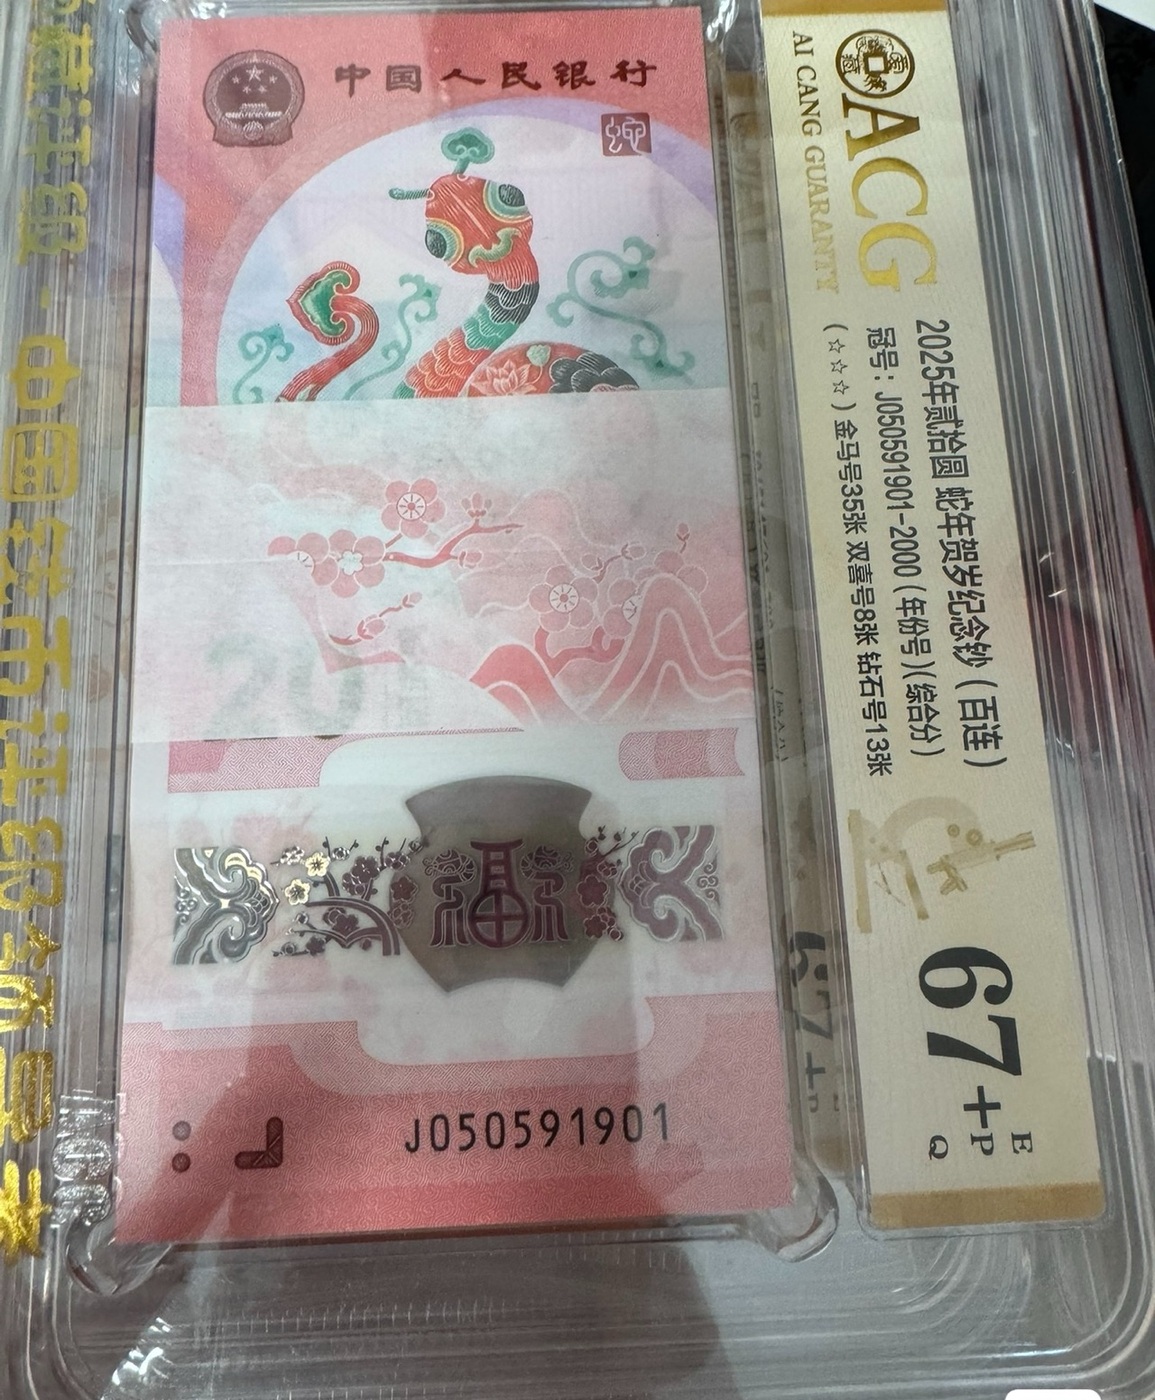 中国人民银行
蛇
20
福
J050591901
ACG
AI CANG GUARANTY
2025年贰拾圆 蛇年贺岁纪念钞（百连）
冠号：J050591901-2000（年份号）（综合分）
（☆☆☆）金马号35张 双喜号8张 钻石号13张
67+
E
P
Q